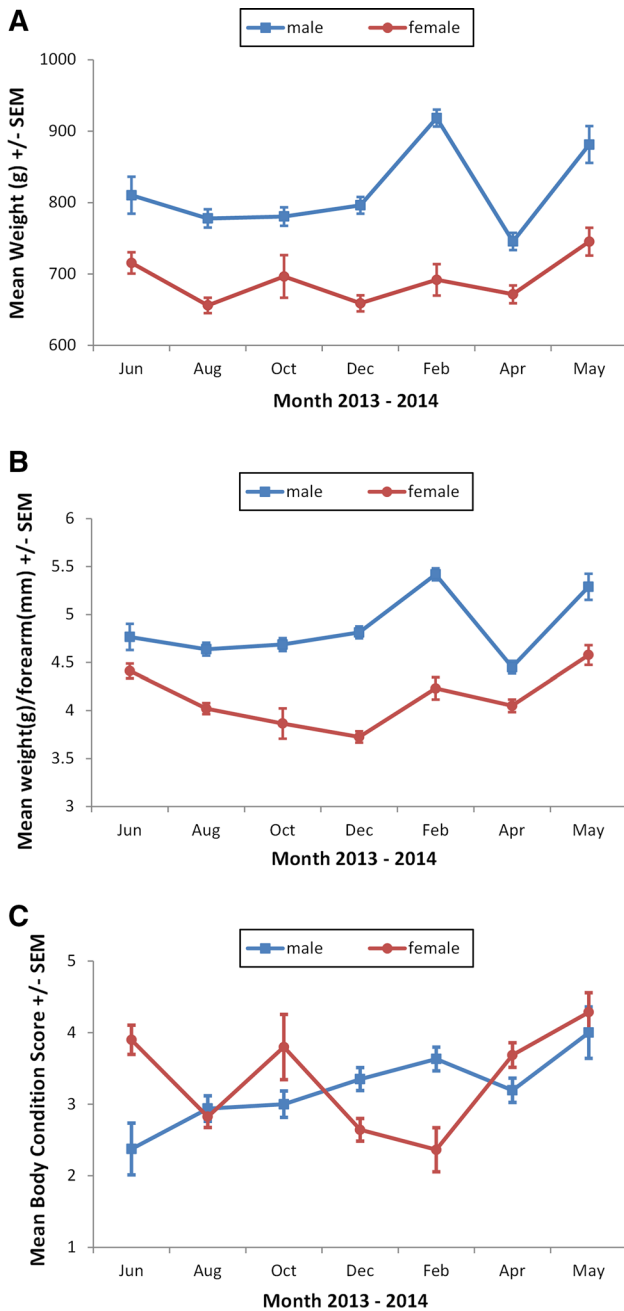 A
male female
Mean Weight (g) +/- SEM
1000
900
800
700
600
Jun Aug Oct Dec Feb Apr May
Month 2013 - 2014
B
male female
Mean weight(g)/forearm(mm) +/- SEM
6
5.5
5
4.5
4
3.5
3
Jun Aug Oct Dec Feb Apr May
Month 2013 - 2014
C
male female
Mean Body Condition Score +/- SEM
5
4
3
2
1
Jun Aug Oct Dec Feb Apr May
Month 2013 - 2014